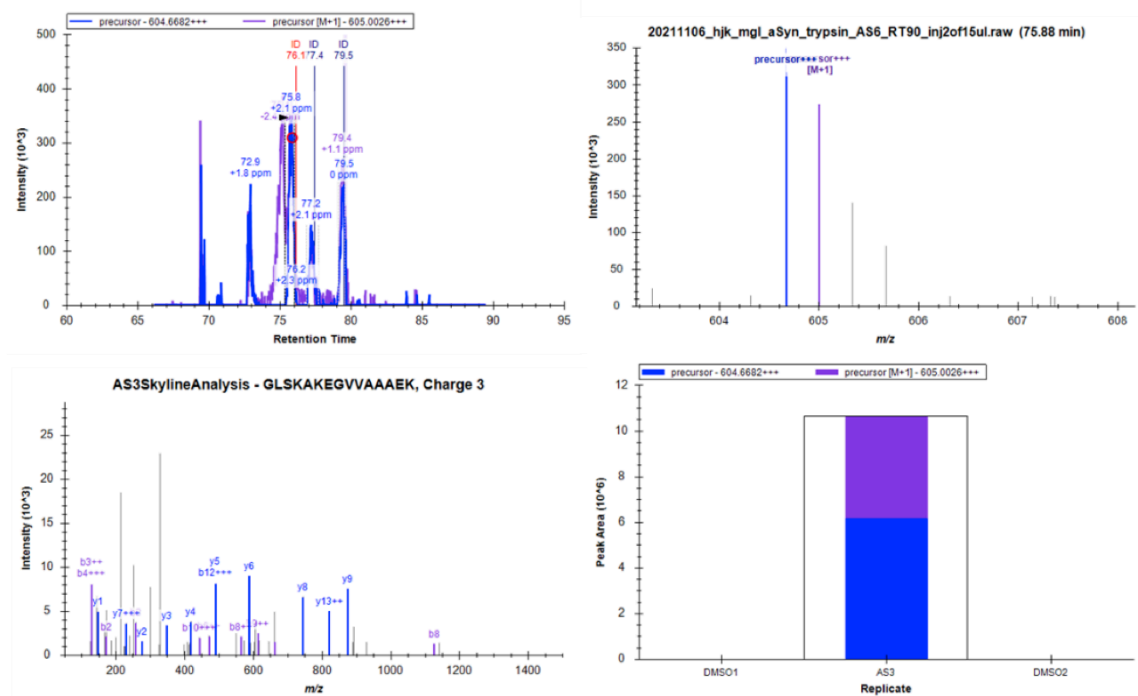 precursor - 604.6682+++ precursor [M+1] - 605.0026+++
500
400
300
200
100
0
Intensity (10^3)
ID ID ID
76.1 77.4 79.5
75.8
+2.1 ppm
-2.4
79.4
+1.1 ppm
72.9
+1.8 ppm
79.5
0 ppm
77.2
+2.1 ppm
76.2
+2.3 ppm
60 65 70 75 80 85 90 95
Retention Time
20211106_hjk_mgl_aSyn_trypsin_AS6_RT90_inj2of15ul.raw (75.88 min)
precursor+++ sor+++
[M+1]
350
300
250
200
150
100
50
0
Intensity (10^3)
604 605 606 607 608
m/z
AS3SkylineAnalysis - GLSKAKEGVVAAAEK, Charge 3
25
20
15
10
5
0
Intensity (10^3)
b3++
b4+++
y1
b2
y7+++
y2
y3
y4
y5
b12+++
y6
y8
y13++
y9
b8
200 400 600 800 1000 1200 1400
m/z
precursor - 604.6682+++ precursor [M+1] - 605.0026+++
12
10
8
6
4
2
0
Peak Area (10^6)
DMSO1 AS3 DMSO2
Replicate